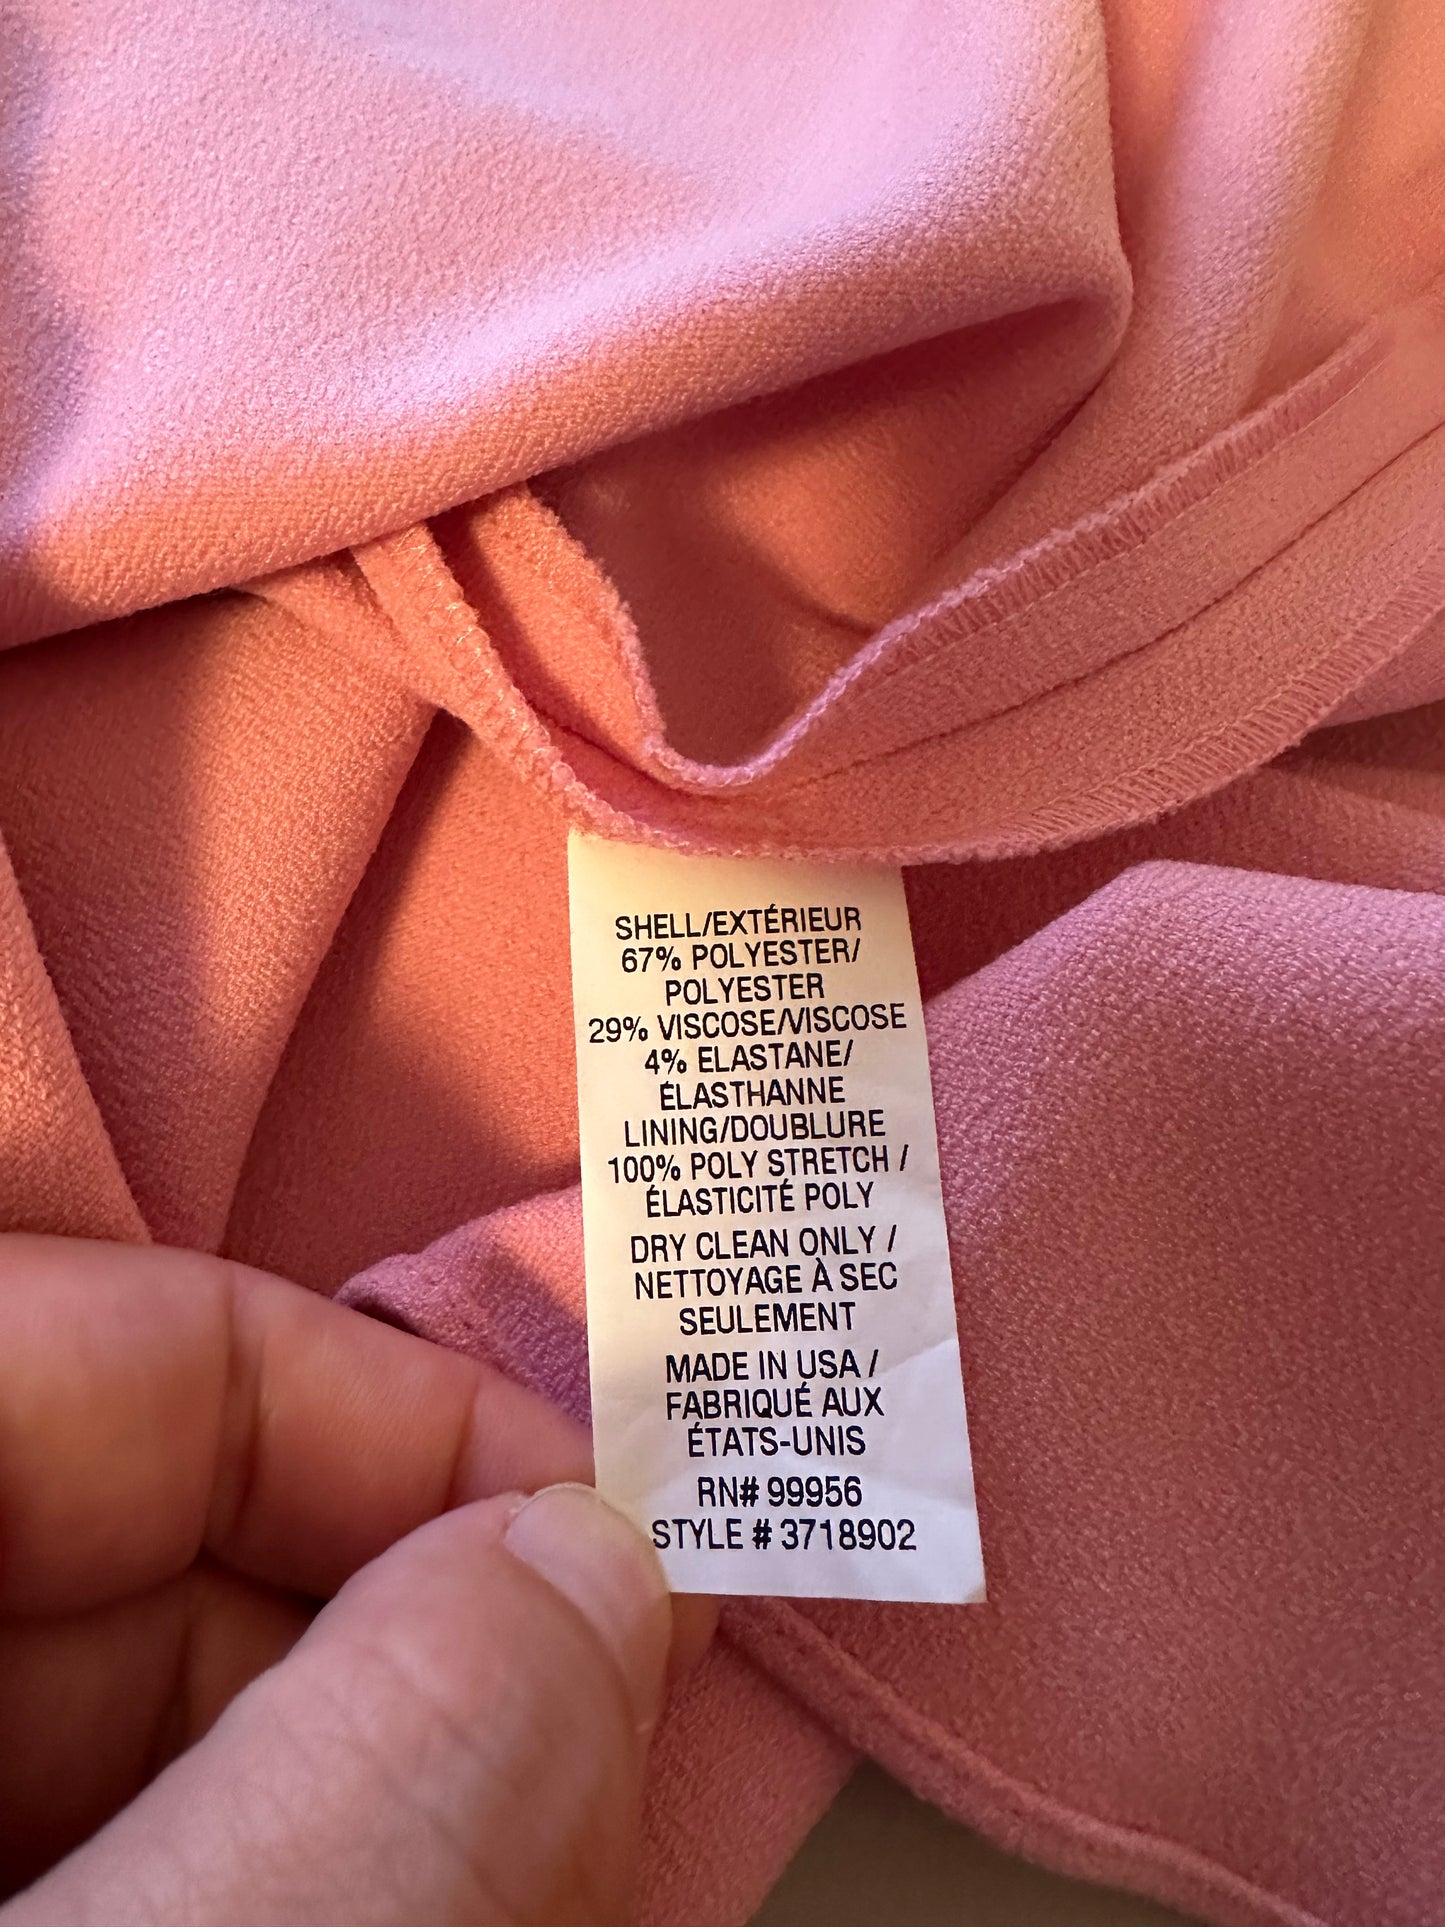 SHELL/EXTÉRIEUR
67% POLYESTER/
POLYESTER
29% VISCOSE/VISCOSE
4% ELASTANE/
ÉLASTHANNE
LINING/DOUBLURE
100% POLY STRETCH /
ÉLASTICITÉ POLY
DRY CLEAN ONLY /
NETTOYAGE À SEC
SEULEMENT
MADE IN USA /
FABRIQUÉ AUX
ÉTATS-UNIS
RN# 99956
STYLE # 3718902